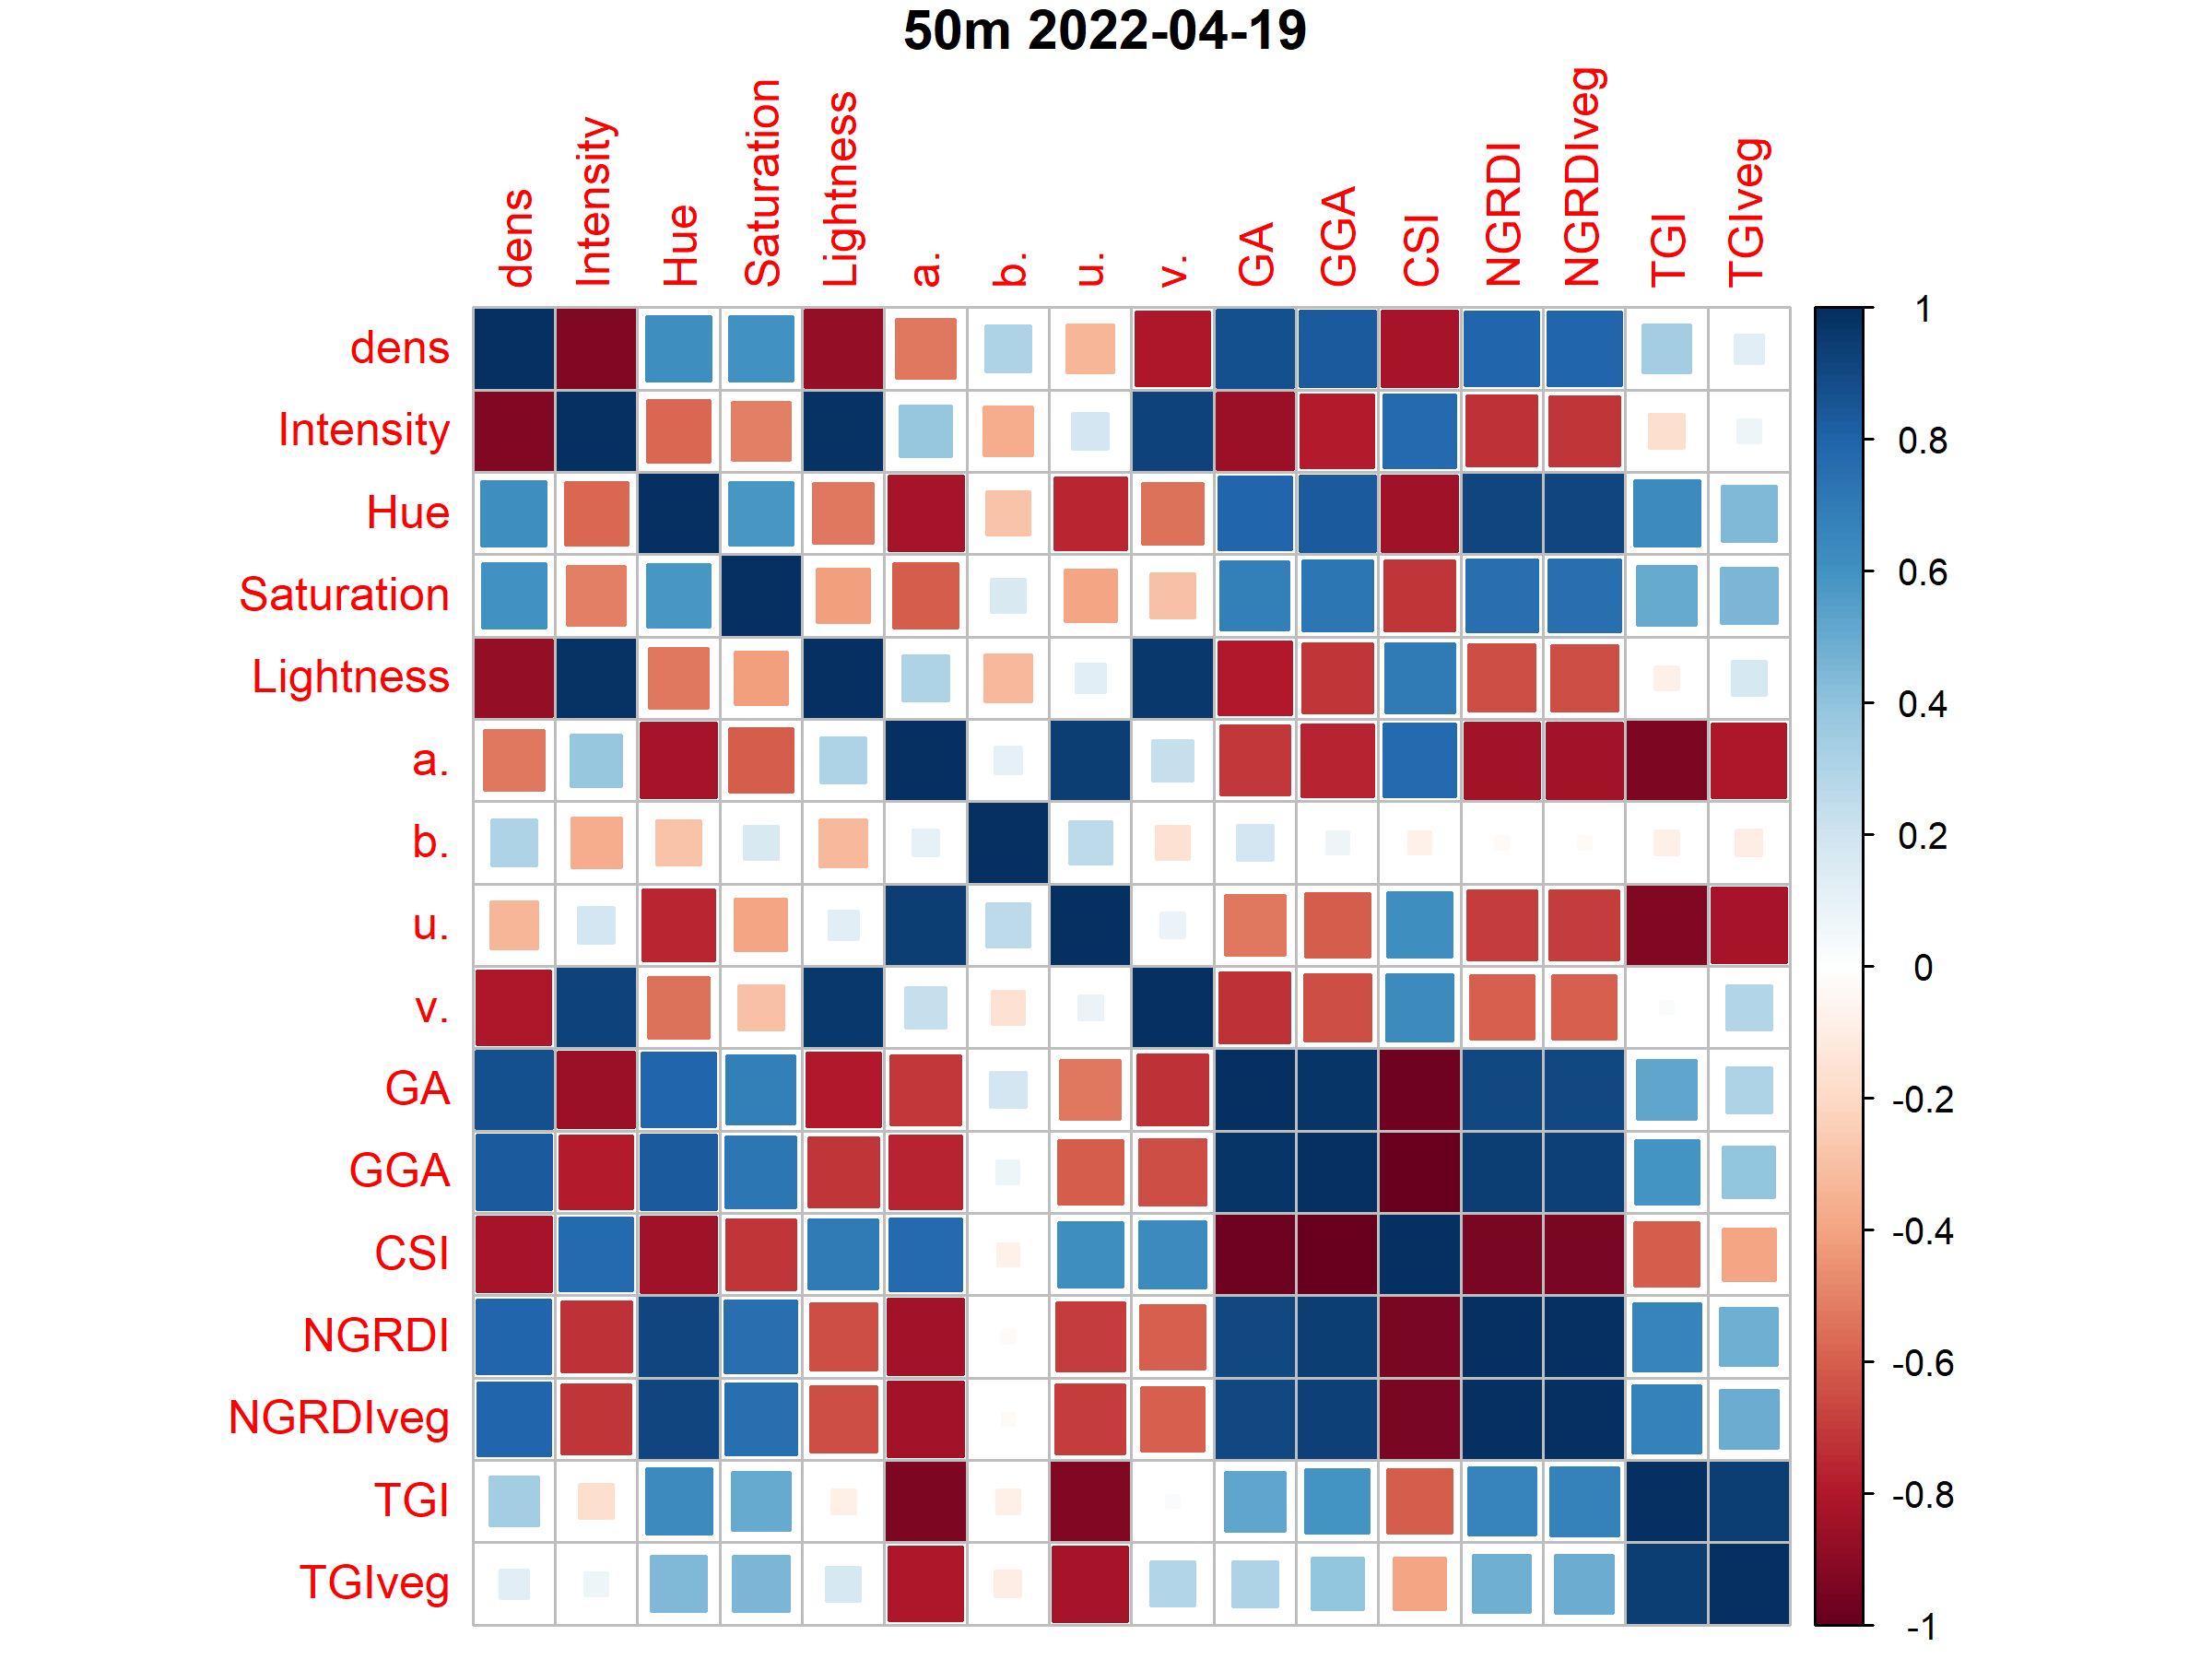 50m 2022-04-19
dens Intensity Hue Saturation Lightness a. b. u. v. GA GGA CSI NGRDI NGRDIveg TGI TGIveg
dens
Intensity
Hue
Saturation
Lightness
a.
b.
u.
v.
GA
GGA
CSI
NGRDI
NGRDIveg
TGI
TGIveg
1
0.8
0.6
0.4
0.2
0
-0.2
-0.4
-0.6
-0.8
-1